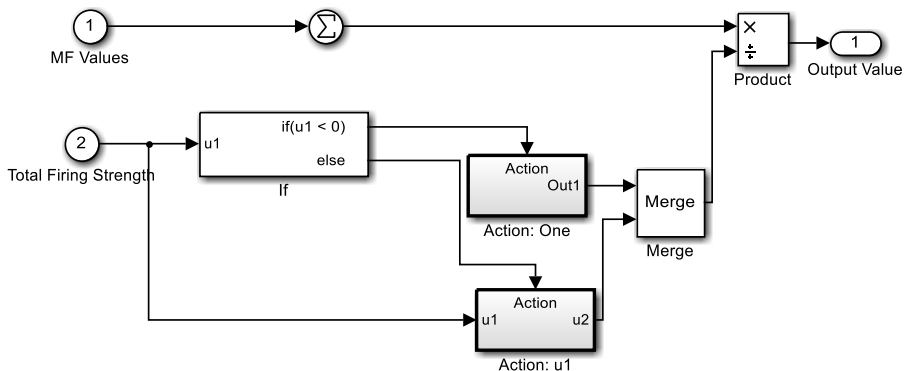 1
MF Values
Σ
×
÷
Product
1
Output Value
2
Total Firing Strength
u1
if(u1 < 0)
else
If
Action
Out1
Action: One
Merge
Merge
Action
u1
u2
Action: u1